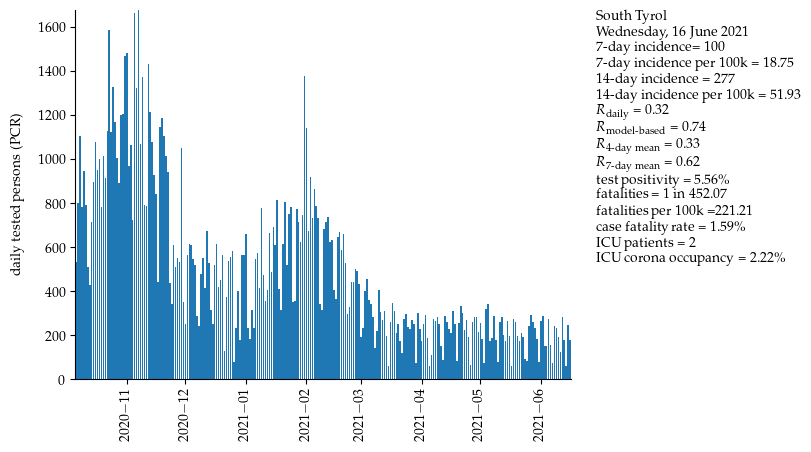 South Tyrol
Wednesday, 16 June 2021
7-day incidence= 100
7-day incidence per 100k = 18.75
14-day incidence = 277
14-day incidence per 100k = 51.93
R_daily = 0.32
R_model-based = 0.74
R_4-day mean = 0.33
R_7-day mean = 0.62
test positivity = 5.56%
fatalities = 1 in 452.07
fatalities per 100k =221.21
case fatality rate = 1.59%
ICU patients = 2
ICU corona occupancy = 2.22%
daily tested persons (PCR)
1600
1400
1200
1000
800
600
400
200
0
2020−11
2020−12
2021−01
2021−02
2021−03
2021−04
2021−05
2021−06